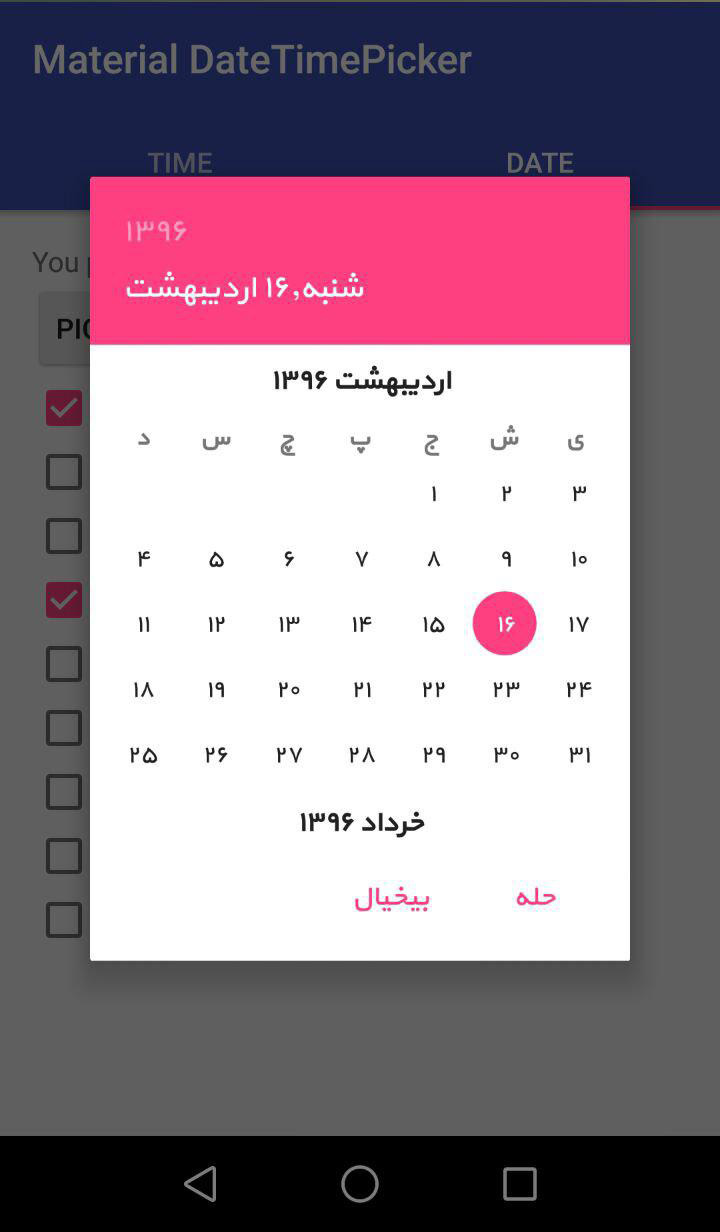 Material DateTimePicker
TIME DATE
You
PIC
۱۳۹۶
شنبه,۱۶ اردیبهشت
اردیبهشت ۱۳۹۶
د س چ پ ج ش ی
۱ ۲ ۳
۴ ۵ ۶ ۷ ۸ ۹ ۱۰
۱۱ ۱۲ ۱۳ ۱۴ ۱۵ ۱۶ ۱۷
۱۸ ۱۹ ۲۰ ۲۱ ۲۲ ۲۳ ۲۴
۲۵ ۲۶ ۲۷ ۲۸ ۲۹ ۳۰ ۳۱
خرداد ۱۳۹۶
بیخیال حله